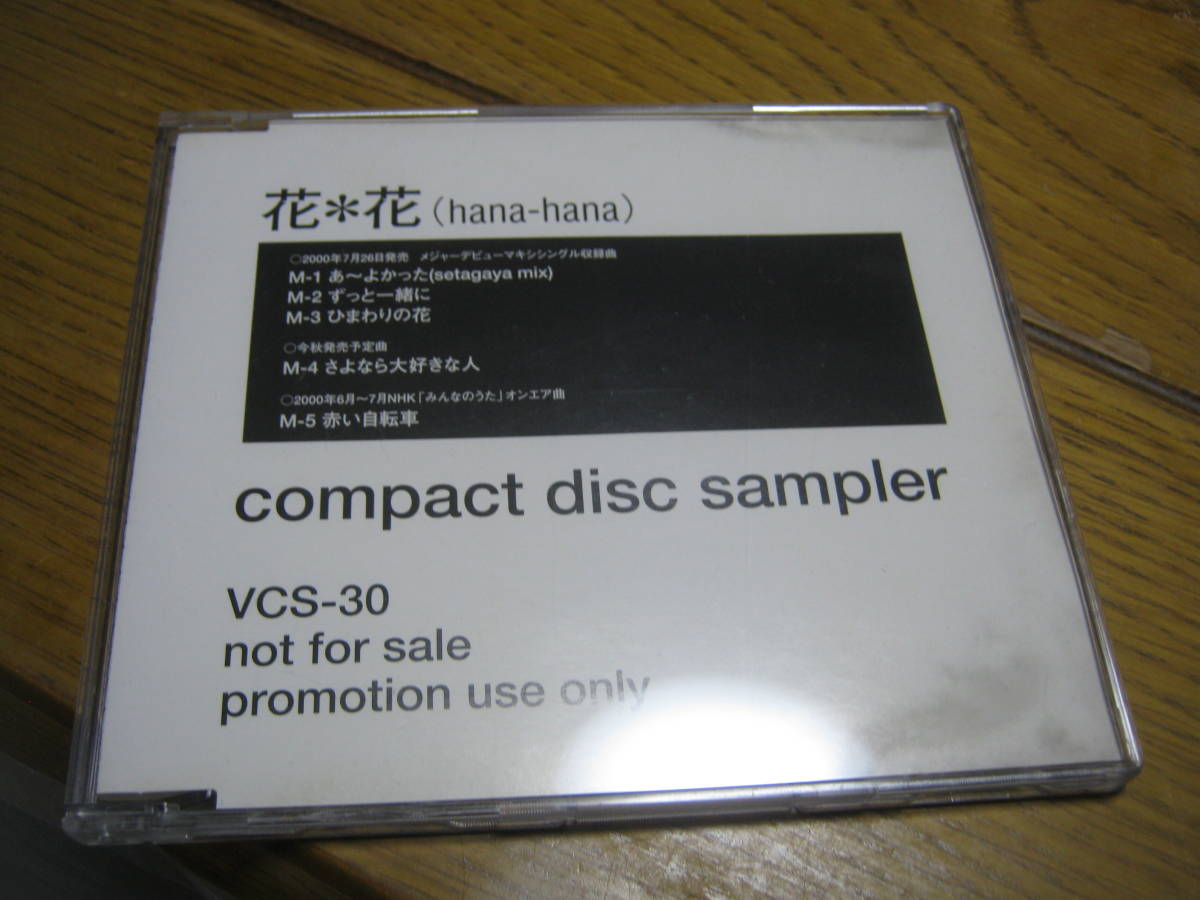 花*花(hana-hana)
○2000年7月26日発売 メジャーデビューマキシシングル収録曲
M-1 あ〜よかった(setagaya mix)
M-2 ずっと一緒に
M-3 ひまわりの花
○今秋発売予定曲
M-4 さよなら大好きな人
○2000年6月〜7月NHK「みんなのうた」オンエア曲
M-5 赤い自転車
compact disc sampler
VCS-30
not for sale
promotion use only